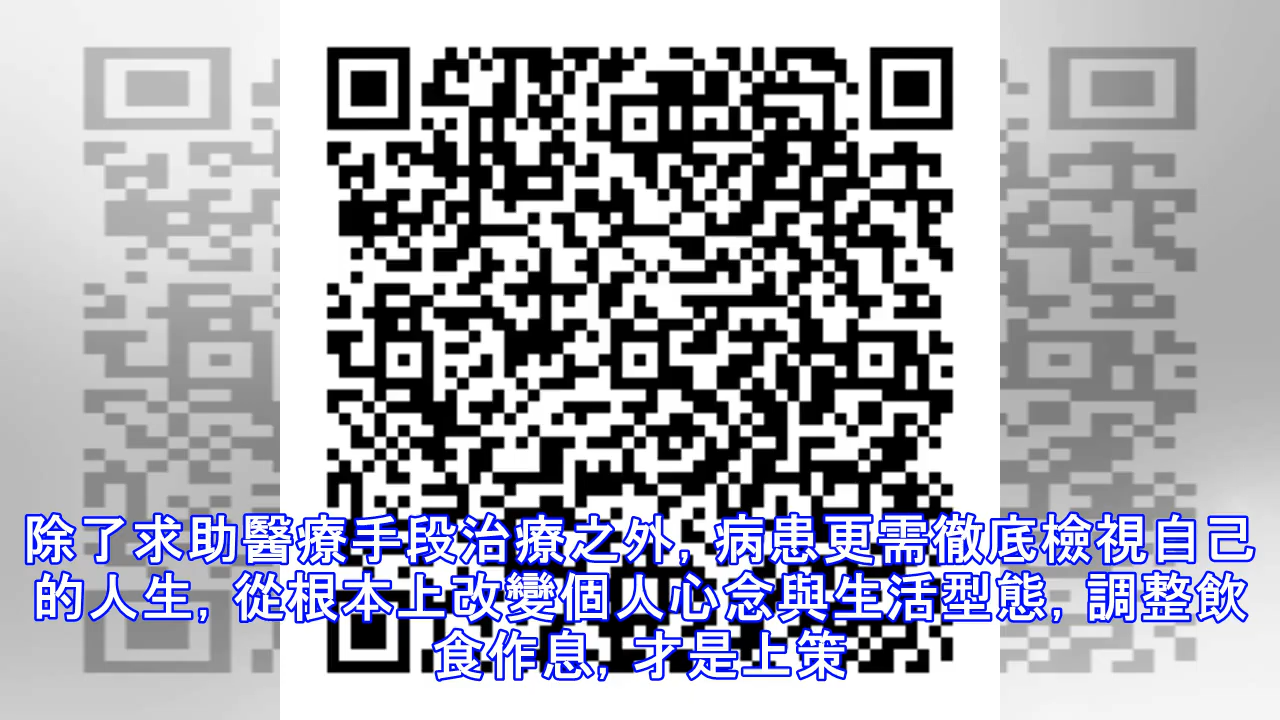 除了求助醫療手段治療之外, 病患更需徹底檢視自己
的人生, 從根本上改變個人心念與生活型態, 調整飲
食作息, 才是上策